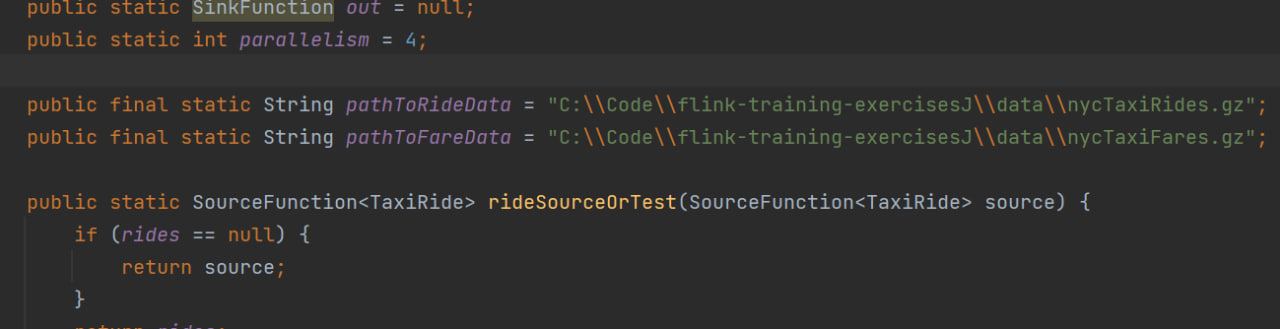 public static SinkFunction out = null;
public static int parallelism = 4;
public final static String pathToRideData = "C:\\Code\\flink-training-exercisesJ\\data\\nycTaxiRides.gz";
public final static String pathToFareData = "C:\\Code\\flink-training-exercisesJ\\data\\nycTaxiFares.gz";
public static SourceFunction<TaxiRide> rideSourceOrTest(SourceFunction<TaxiRide> source) {
if (rides == null) {
return source;
}
return rides;